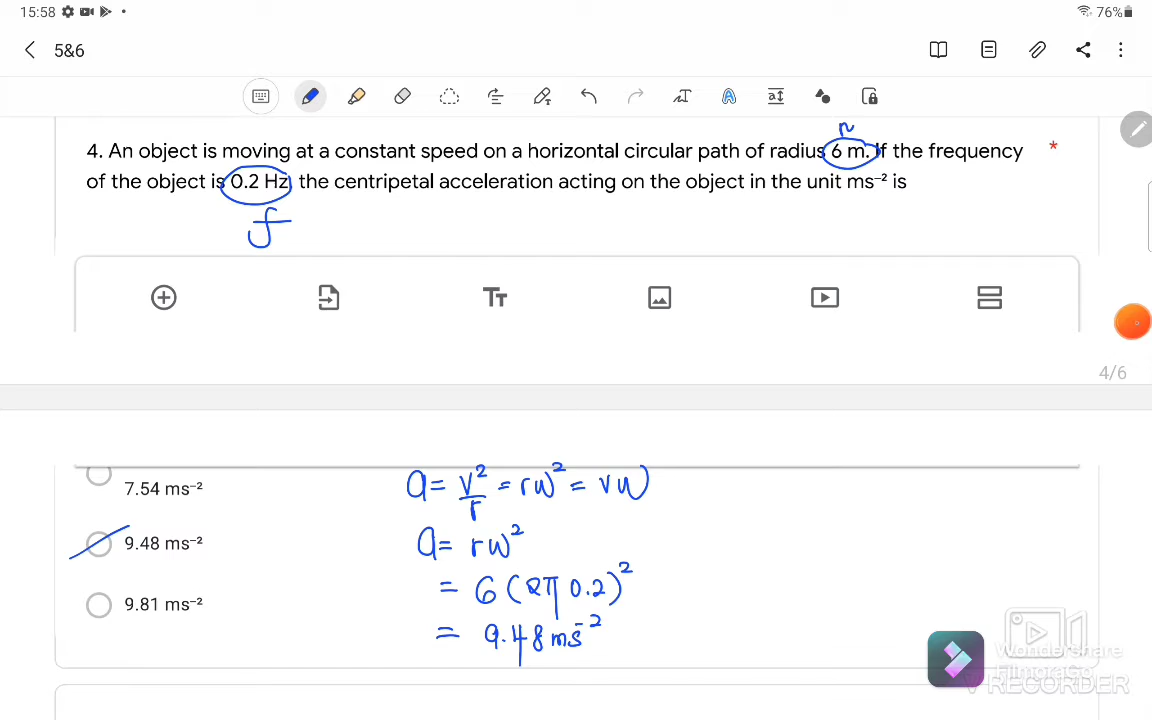 15:58
76%
5&6
r
4. An object is moving at a constant speed on a horizontal circular path of radius 6 m. If the frequency *
of the object is 0.2 Hz, the centripetal acceleration acting on the object in the unit ms⁻² is
f
Tт
4/6
7.54 ms⁻²
a = v²/r = rω² = vω
9.48 ms⁻²
a = rω²
= 6 (2π 0.2)²
9.81 ms⁻²
= 9.48 ms⁻²
Wondershare
FilmoraGo
V RECORDER